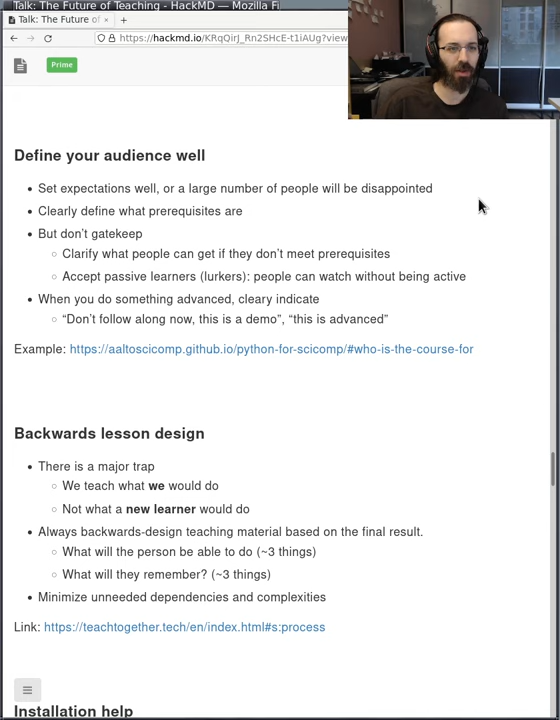 Talk: The Future of Teaching - HackMD — Mozilla Fi
Talk: The Future of
https://hackmd.io/KRqQirJ_Rn2SHcE-t1iAUg?view
Prime
Define your audience well
Set expectations well, or a large number of people will be disappointed
Clearly define what prerequisites are
But don’t gatekeep
Clarify what people can get if they don’t meet prerequisites
Accept passive learners (lurkers): people can watch without being active
When you do something advanced, cleary indicate
“Don’t follow along now, this is a demo”, “this is advanced”
Example: https://aaltoscicomp.github.io/python-for-scicomp/#who-is-the-course-for
Backwards lesson design
There is a major trap
We teach what we would do
Not what a new learner would do
Always backwards-design teaching material based on the final result.
What will the person be able to do (~3 things)
What will they remember? (~3 things)
Minimize unneeded dependencies and complexities
Link: https://teachtogether.tech/en/index.html#s:process
Installation help